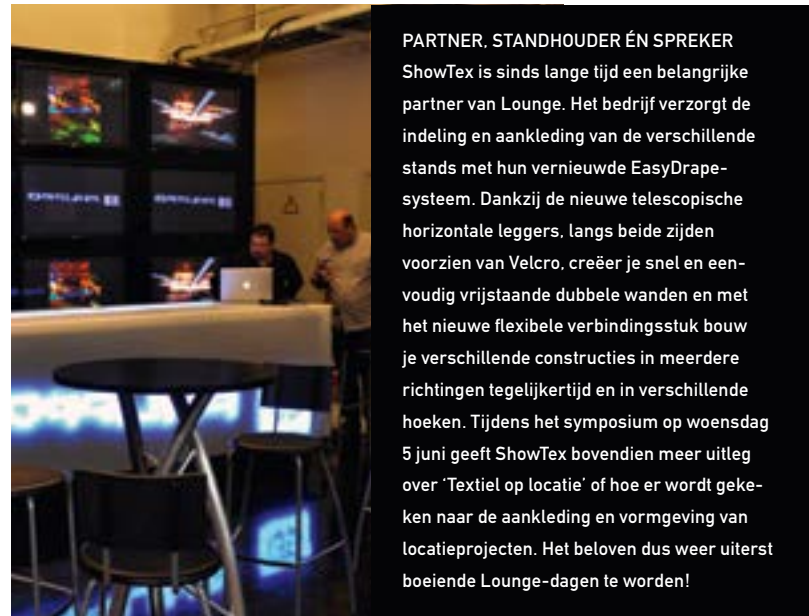 PARTNER, STANDHOUDER ÉN SPREKER
ShowTex is sinds lange tijd een belangrijke
partner van Lounge. Het bedrijf verzorgt de
indeling en aankleding van de verschillende
stands met hun vernieuwde EasyDrape-
systeem. Dankzij de nieuwe telescopische
horizontale leggers, langs beide zijden
voorzien van Velcro, creëer je snel en een-
voudig vrijstaande dubbele wanden en met
het nieuwe flexibele verbindingsstuk bouw
je verschillende constructies in meerdere
richtingen tegelijkertijd en in verschillende
hoeken. Tijdens het symposium op woensdag
5 juni geeft ShowTex bovendien meer uitleg
over ‘Textiel op locatie’ of hoe er wordt geke-
ken naar de aankleding en vormgeving van
locatieprojecten. Het beloven dus weer uiterst
boeiende Lounge-dagen te worden!